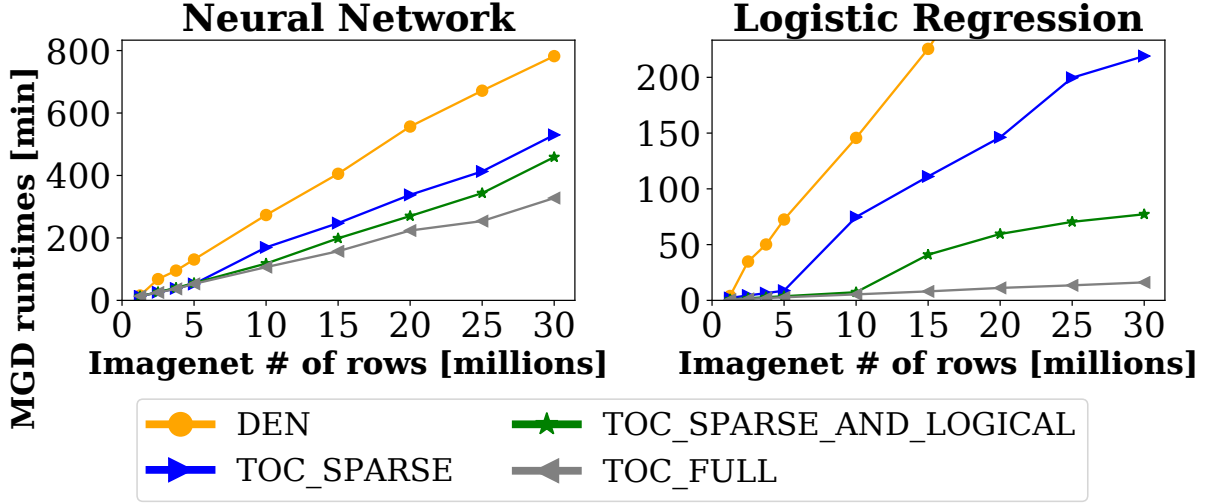 Neural Network
Logistic Regression
MGD runtimes [min]
800
600
400
200
0
0 5 10 15 20 25 30
Imagenet # of rows [millions]
200
150
100
50
0
0 5 10 15 20 25 30
Imagenet # of rows [millions]
DEN
TOC_SPARSE_AND_LOGICAL
TOC_SPARSE
TOC_FULL